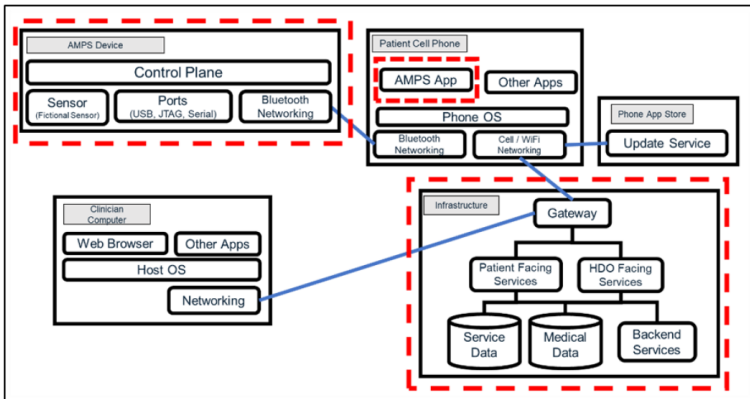 AMPS Device
Control Plane
Sensor
(Fictional Sensor)
Ports
(USB, JTAG, Serial)
Bluetooth
Networking
Patient Cell Phone
AMPS App
Other Apps
Phone OS
Bluetooth
Networking
Cell / WiFi
Networking
Phone App Store
Update Service
Clinician
Computer
Web Browser
Other Apps
Host OS
Networking
Infrastructure
Gateway
Patient Facing
Services
HDO Facing
Services
Service
Data
Medical
Data
Backend
Services